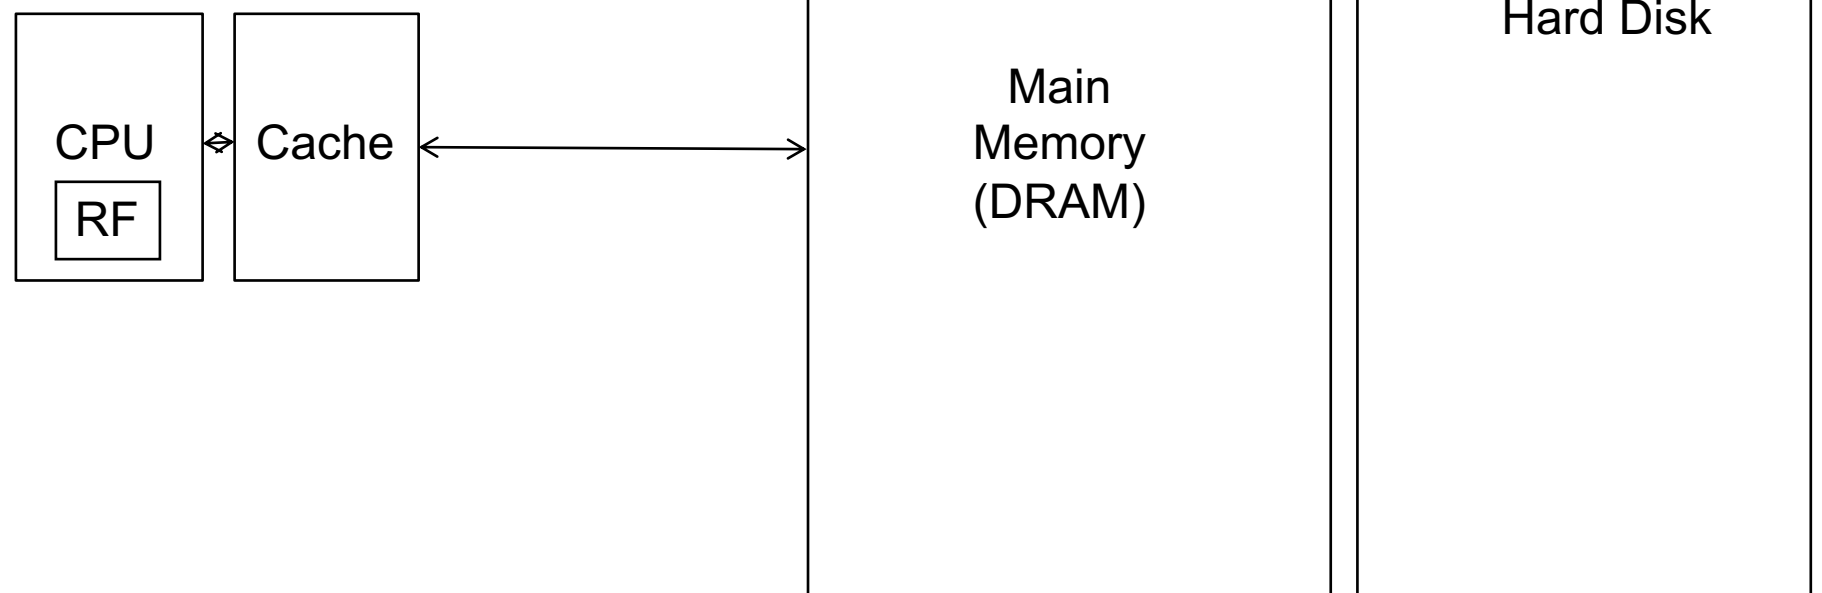 CPU
RF
Cache
Main
Memory
(DRAM)
Hard Disk